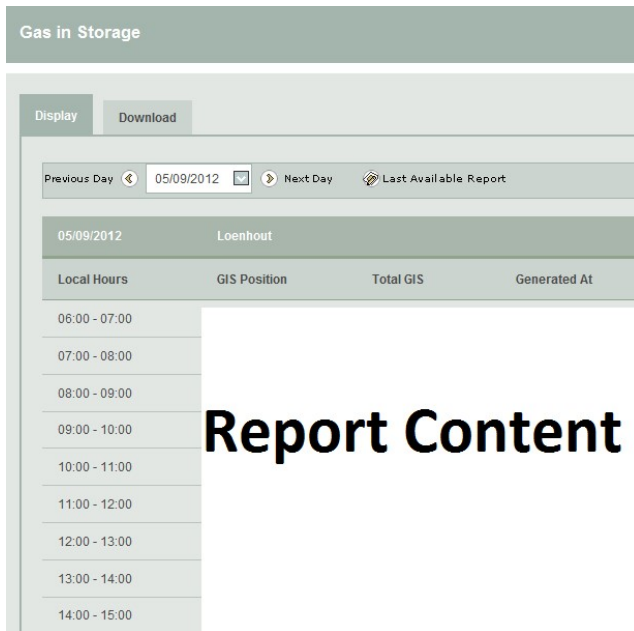 Gas in Storage
Display Download
Previous Day 05/09/2012 Next Day Last Available Report
05/09/2012 Loenhout
Local Hours GIS Position Total GIS Generated At
06:00 - 07:00
07:00 - 08:00
08:00 - 09:00
09:00 - 10:00
Report Content
10:00 - 11:00
11:00 - 12:00
12:00 - 13:00
13:00 - 14:00
14:00 - 15:00